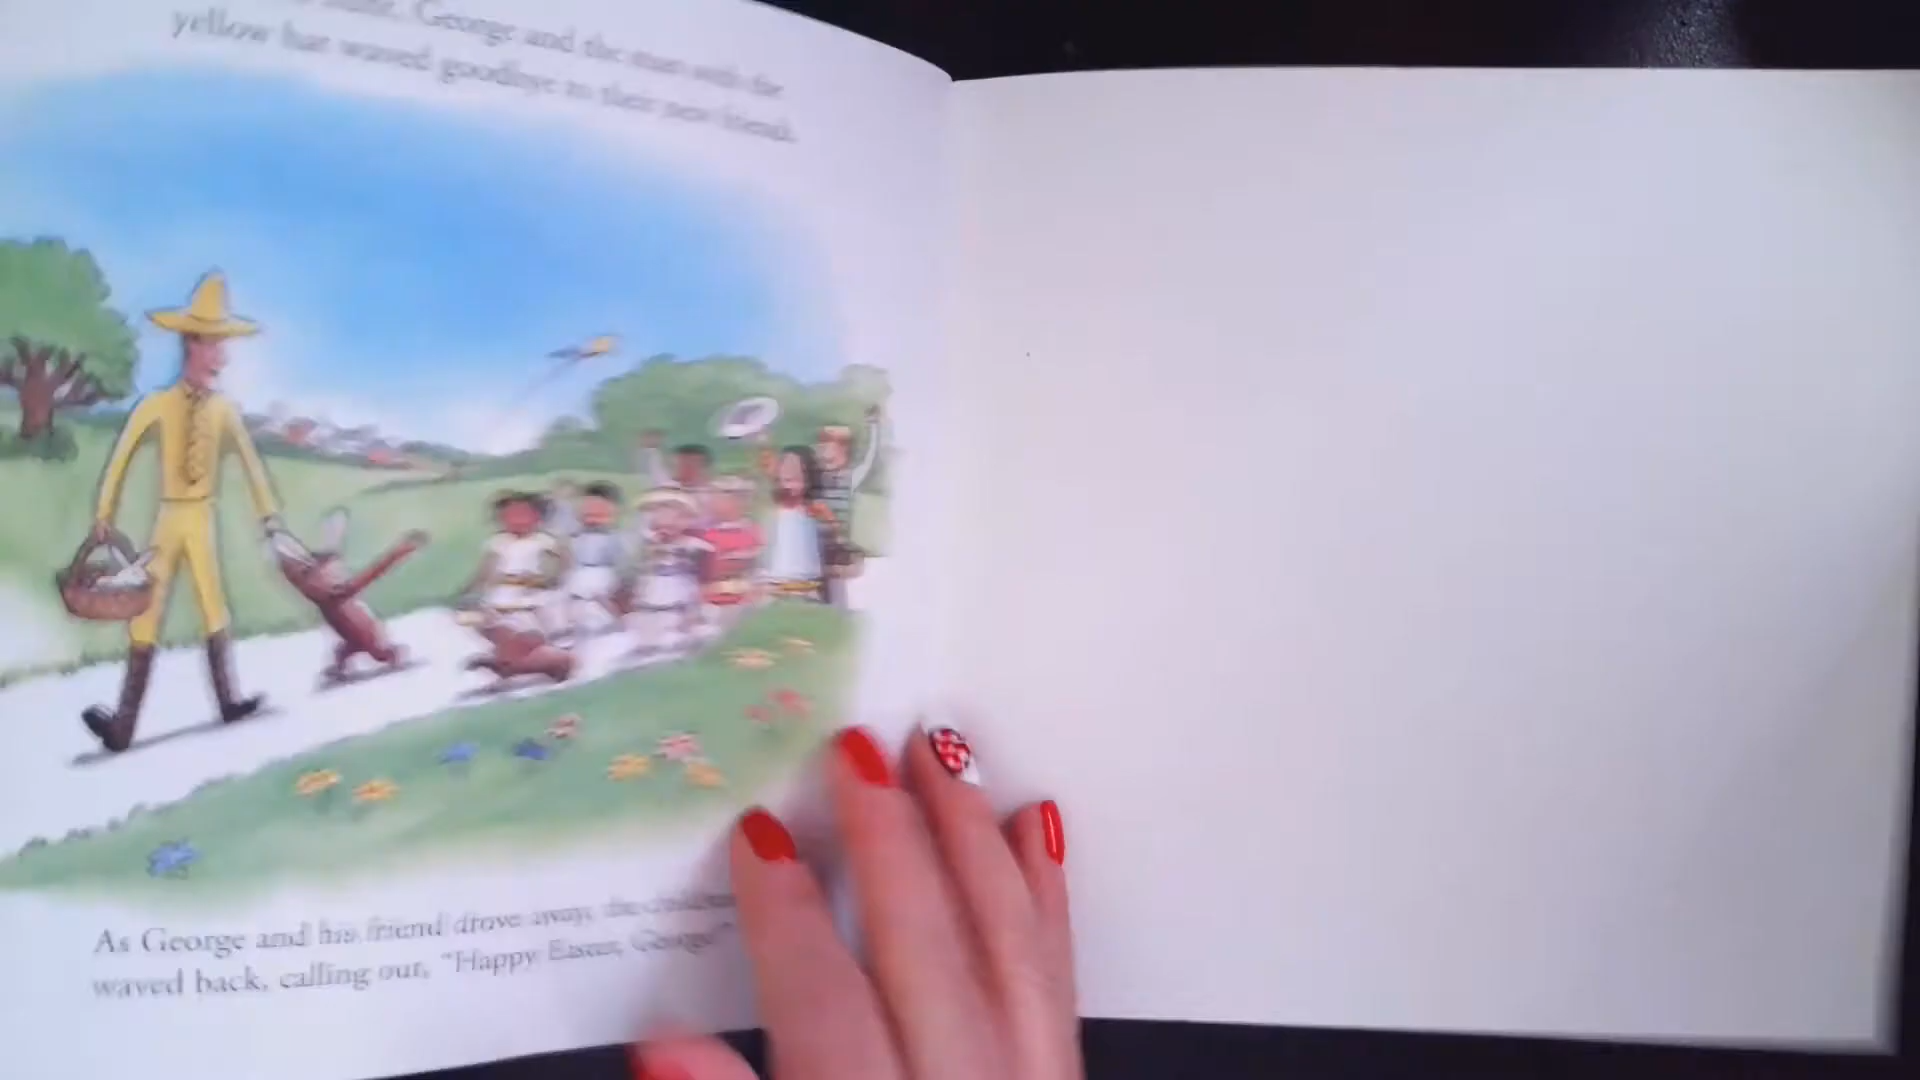 George and the man with the
yellow hat waved goodbye to their new friends.
As George and his friend drove away, the children
waved back, calling out, "Happy Easter, George!"